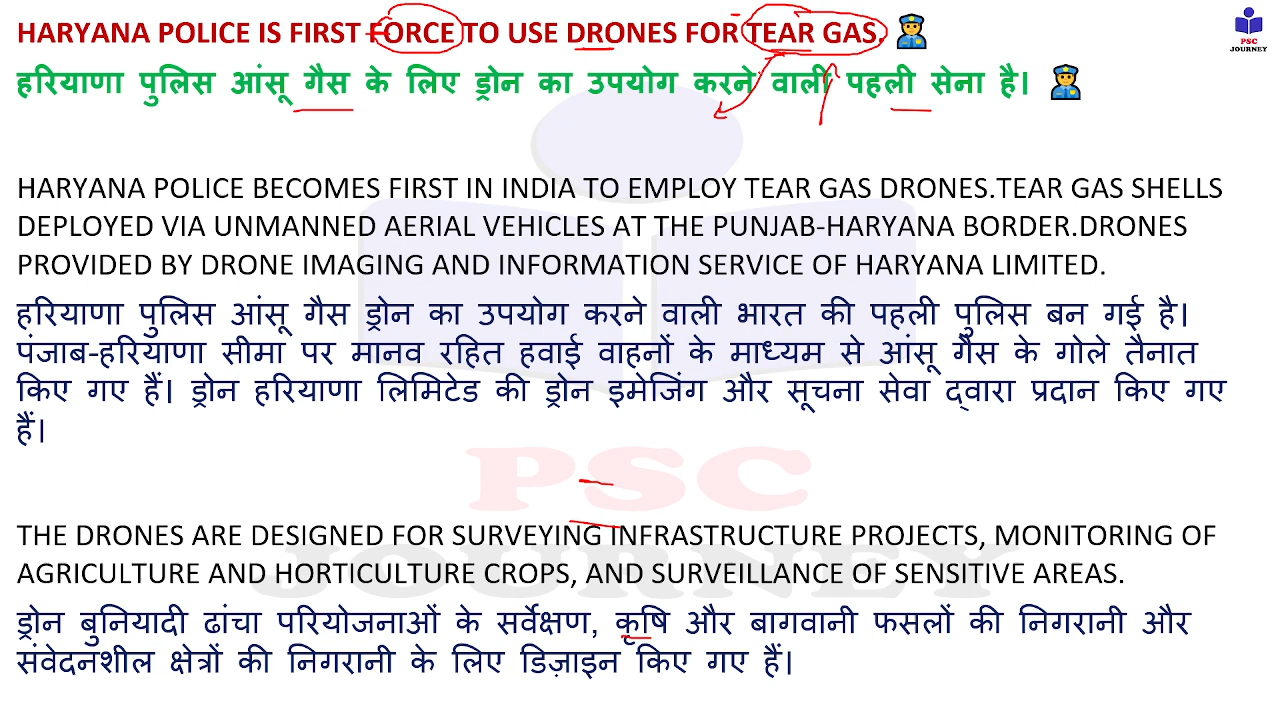 HARYANA POLICE IS FIRST FORCE TO USE DRONES FOR TEAR GAS.
हरियाणा पुलिस आंसू गैस के लिए ड्रोन का उपयोग करने वाली पहली सेना है।
PSC
JOURNEY
HARYANA POLICE BECOMES FIRST IN INDIA TO EMPLOY TEAR GAS DRONES.TEAR GAS SHELLS
DEPLOYED VIA UNMANNED AERIAL VEHICLES AT THE PUNJAB-HARYANA BORDER.DRONES
PROVIDED BY DRONE IMAGING AND INFORMATION SERVICE OF HARYANA LIMITED.
हरियाणा पुलिस आंसू गैस ड्रोन का उपयोग करने वाली भारत की पहली पुलिस बन गई है।
पंजाब-हरियाणा सीमा पर मानव रहित हवाई वाहनों के माध्यम से आंसू गैस के गोले तैनात
किए गए हैं। ड्रोन हरियाणा लिमिटेड की ड्रोन इमेजिंग और सूचना सेवा द्वारा प्रदान किए गए
हैं।
PSC
JOURNEY
THE DRONES ARE DESIGNED FOR SURVEYING INFRASTRUCTURE PROJECTS, MONITORING OF
AGRICULTURE AND HORTICULTURE CROPS, AND SURVEILLANCE OF SENSITIVE AREAS.
ड्रोन बुनियादी ढांचा परियोजनाओं के सर्वेक्षण, कृषि और बागवानी फसलों की निगरानी और
संवेदनशील क्षेत्रों की निगरानी के लिए डिज़ाइन किए गए हैं।